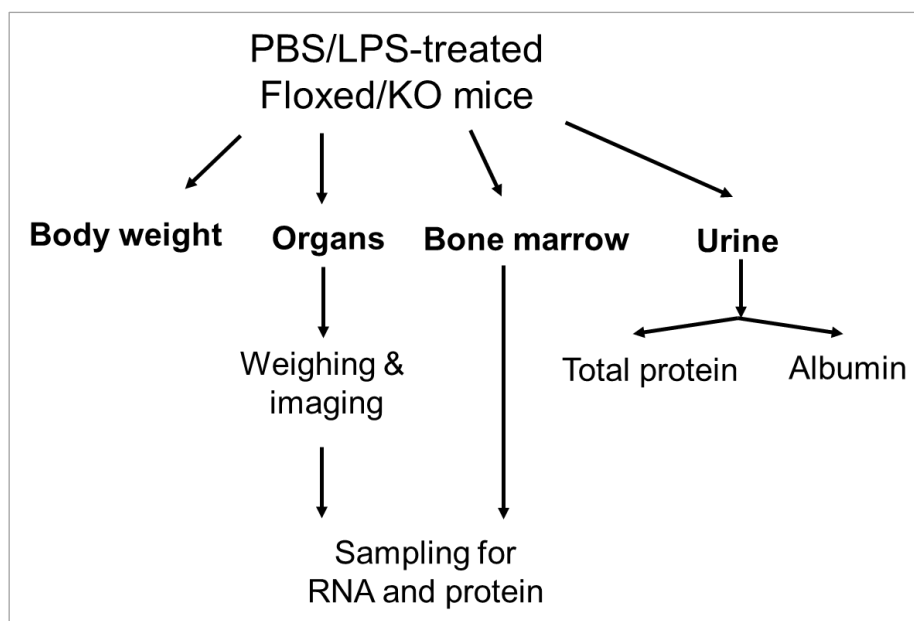 PBS/LPS-treated
Floxed/KO mice
Body weight
Organs
Bone marrow
Urine
Weighing &
imaging
Total protein
Albumin
Sampling for
RNA and protein